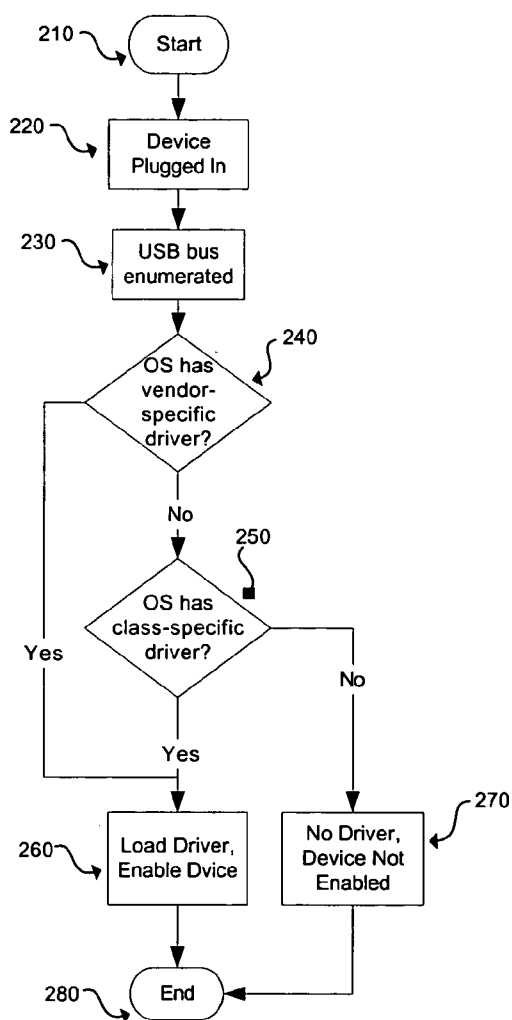 210
Start
220
Device
Plugged In
230
USB bus
enumerated
240
OS has
vendor-
specific
driver?
No
250
OS has
class-specific
driver?
Yes
No
Yes
260
Load Driver,
Enable Dvice
270
No Driver,
Device Not
Enabled
280
End